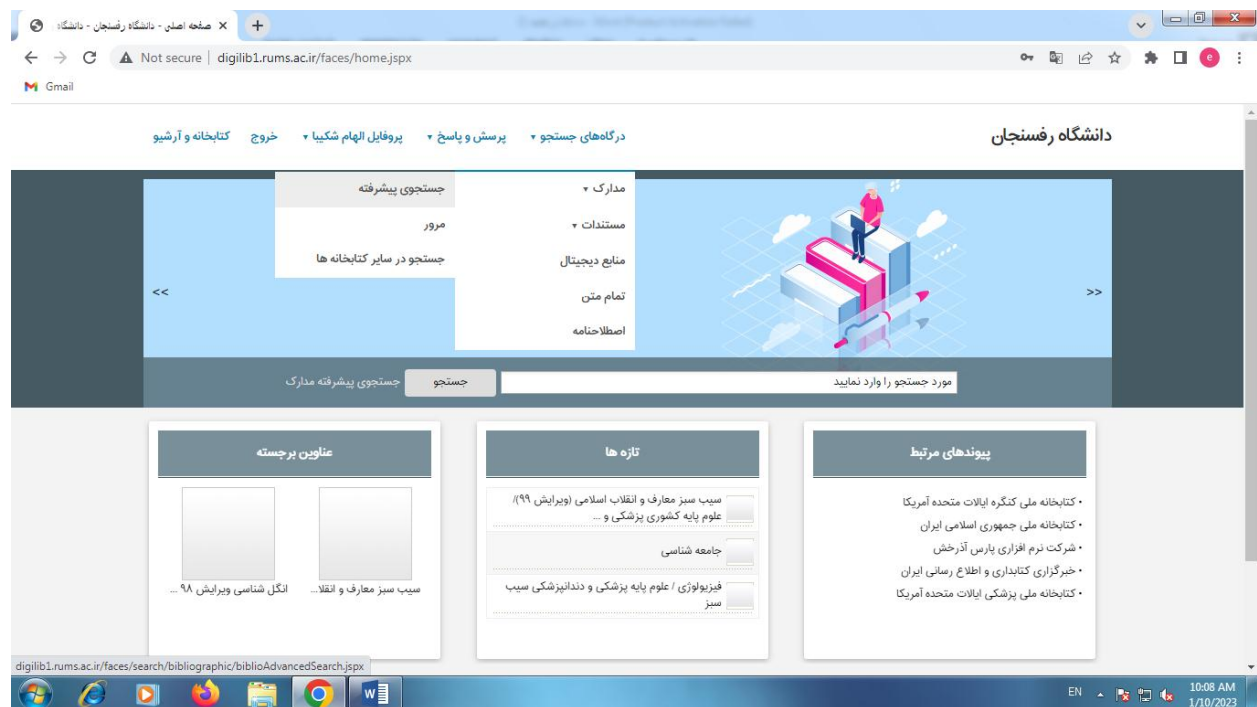 صفحه اصلی - دانشگاه رفسنجان - دانشگاه
Not secure | digilib1.rums.ac.ir/faces/home.jspx
e
Gmail
دانشگاه رفسنجان
درگاه‌های جستجو
پرسش و پاسخ
پروفایل الهام شکیبا
خروج
کتابخانه و آرشیو
مدارک
مستندات
منابع دیجیتال
تمام متن
اصطلاحنامه
جستجوی پیشرفته
مرور
جستجو در سایر کتابخانه ها
<<
>>
مورد جستجو را وارد نمایید
جستجو
جستجوی پیشرفته مدارک
پیوندهای مرتبط
• کتابخانه ملی کنگره ایالات متحده آمریکا
• کتابخانه ملی جمهوری اسلامی ایران
• شرکت نرم افزاری پارس آذرخش
• خبرگزاری کتابداری و اطلاع رسانی ایران
• کتابخانه ملی پزشکی ایالات متحده آمریکا
تازه ها
سیب سبز معارف و انقلاب اسلامی (ویرایش ۹۹)/
علوم پایه کشوری پزشکی و ...
جامعه شناسی
فیزیولوژی / علوم پایه پزشکی و دندانپزشکی سیب
سبز
عناوین برجسته
سیب سبز معارف و انقلا...
انگل شناسی ویرایش ۹۸ ...
digilib1.rums.ac.ir/faces/search/bibliographic/biblioAdvancedSearch.jspx
EN
10:08 AM
1/10/2023